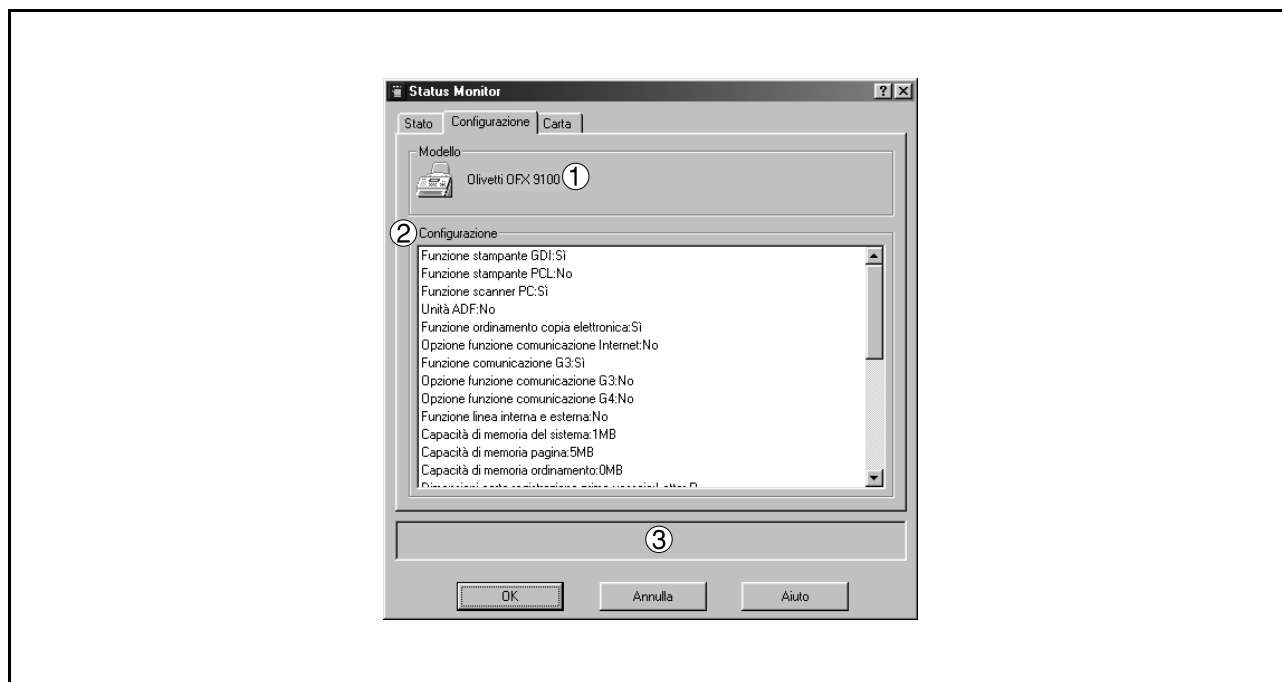 Status Monitor
Stato Configurazione Carta
Modello
Olivetti OFX 9100 ①
② Configurazione
Funzione stampante GDI:Sì
Funzione stampante PCL:No
Funzione scanner PC:Sì
Unità ADF:No
Funzione ordinamento copia elettronica:Sì
Opzione funzione comunicazione Internet:No
Funzione comunicazione G3:Sì
Opzione funzione comunicazione G3:No
Opzione funzione comunicazione G4:No
Funzione linea interna e esterna:No
Capacità di memoria del sistema:1MB
Capacità di memoria pagina:5MB
Capacità di memoria ordinamento:0MB
③
OK Annulla Aiuto